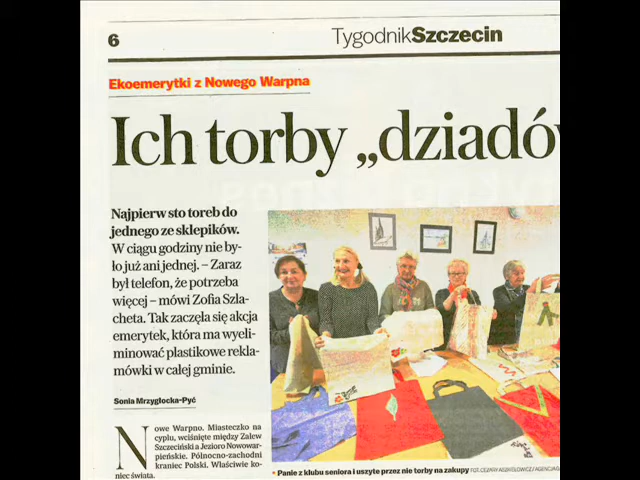 6
TygodnikSzczecin
Ekoemerytki z Nowego Warpna
Ich torby „dziadów
Najpierw sto toreb do
jednego ze sklepików.
W ciągu godziny nie by-
ło już ani jednej. – Zaraz
był telefon, że potrzeba
więcej – mówi Zofia Szla-
cheta. Tak zaczęła się akcja
emerytek, która ma wyeli-
minować plastikowe rekla-
mówki w całej gminie.
Sonia Mrzygłocka-Pyć
Nowe Warpno. Miasteczko na
cyplu, wciśnięte między Zalew
Szczeciński a Jezioro Nowowar-
pieńskie. Północno-zachodni
kraniec Polski. Właściwie ko-
niec świata.
• Panie z klubu seniora i uszyte przez nie torby na zakupy FOT. CEZARY